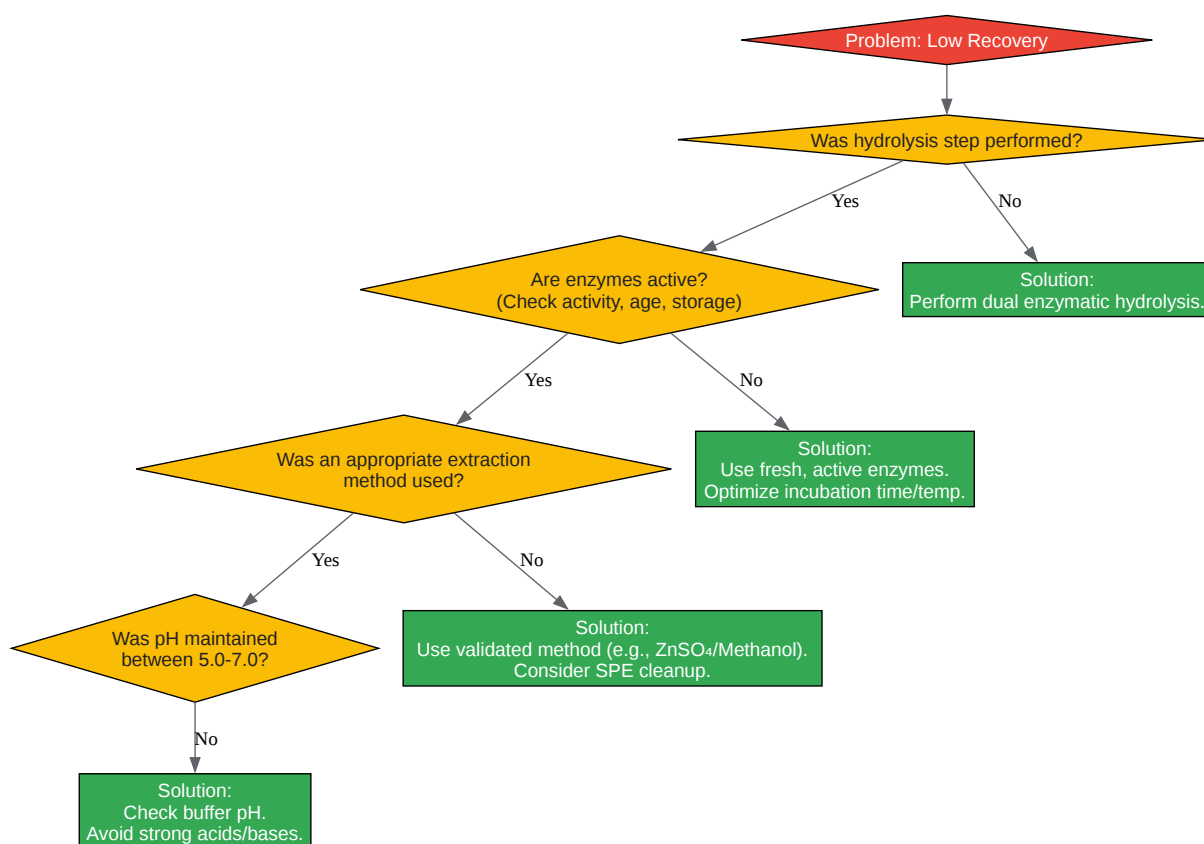 Problem: Low Recovery
Was hydrolysis step performed?
Yes
No
Are enzymes active?
(Check activity, age, storage)
Solution:
Perform dual enzymatic hydrolysis.
Yes
No
Was an appropriate extraction
method used?
Solution:
Use fresh, active enzymes.
Optimize incubation time/temp.
Yes
No
Was pH maintained
between 5.0-7.0?
Solution:
Use validated method (e.g., ZnSO₄/Methanol).
Consider SPE cleanup.
No
Solution:
Check buffer pH.
Avoid strong acids/bases.